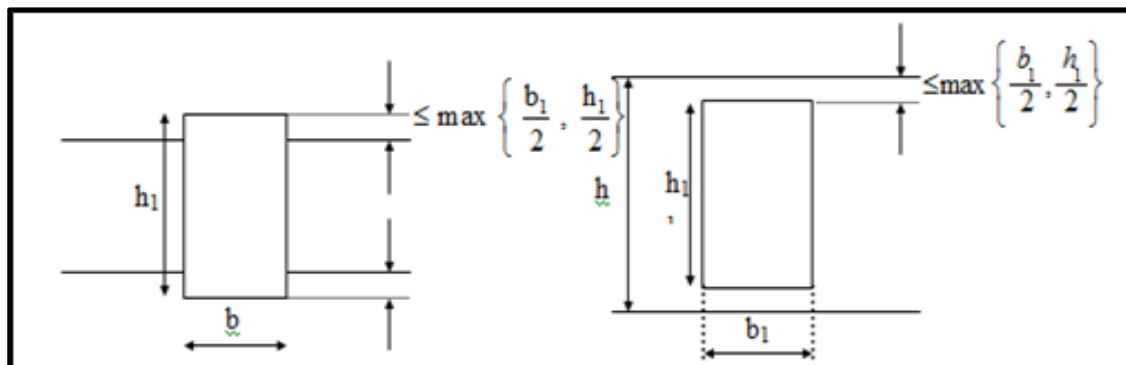 ≤ max { b₁/2 , h₁/2 }
h₁
b
≤max { b₁/2 , h₁/2 }
h
h₁
,
b₁